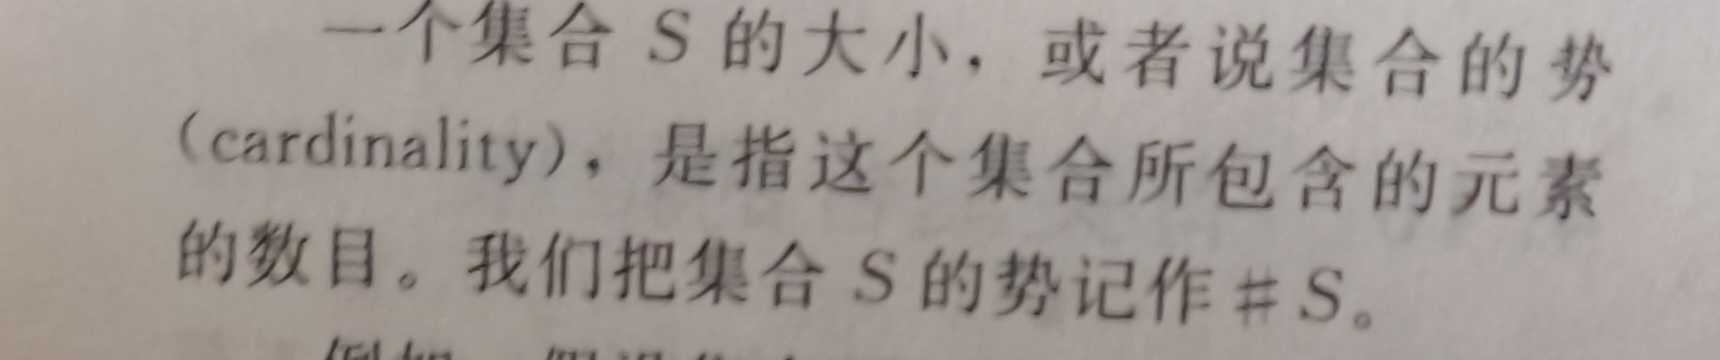 一个集合 S 的大小，或者说集合的势
(cardinality)，是指这个集合所包含的元素
的数目。我们把集合 S 的势记作 #S。